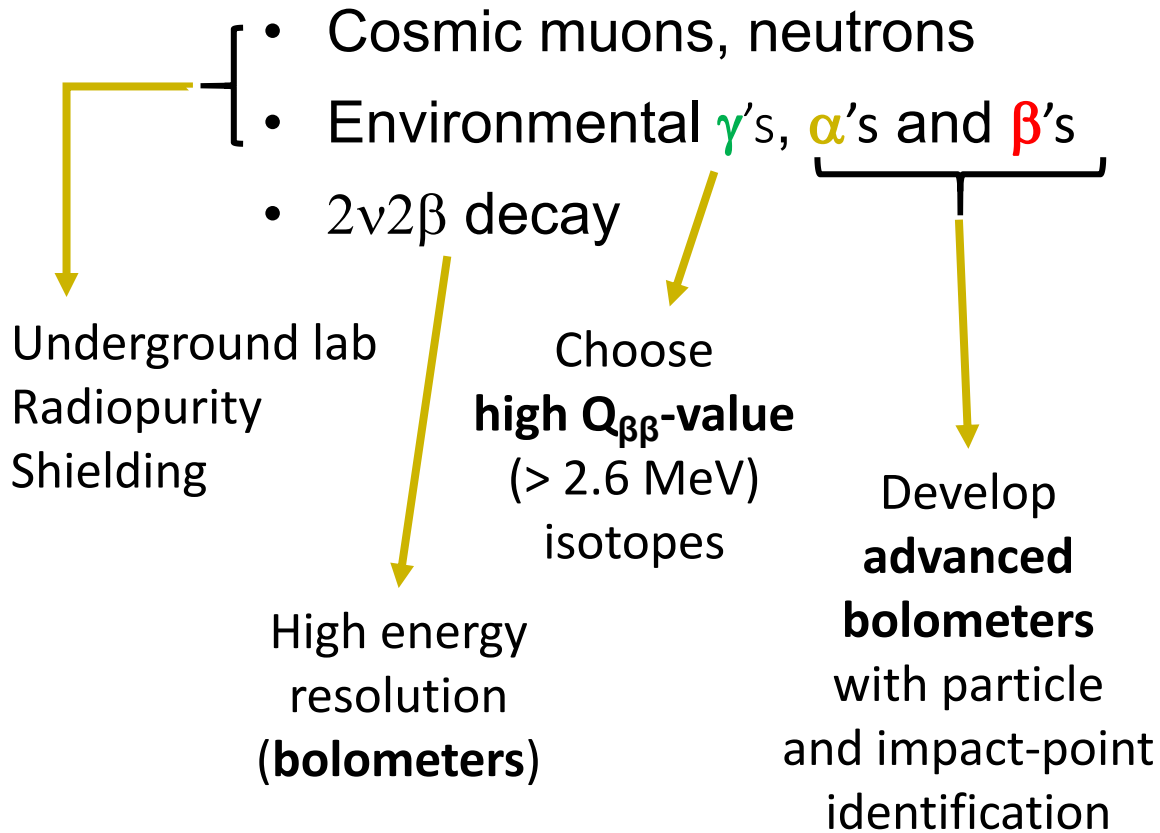 • Cosmic muons, neutrons
• Environmental γ's, α's and β's
• 2ν2β decay
Underground lab
Radiopurity
Shielding
High energy
resolution
(bolometers)
Choose
high Qββ-value
(> 2.6 MeV)
isotopes
Develop
advanced
bolometers
with particle
and impact-point
identification